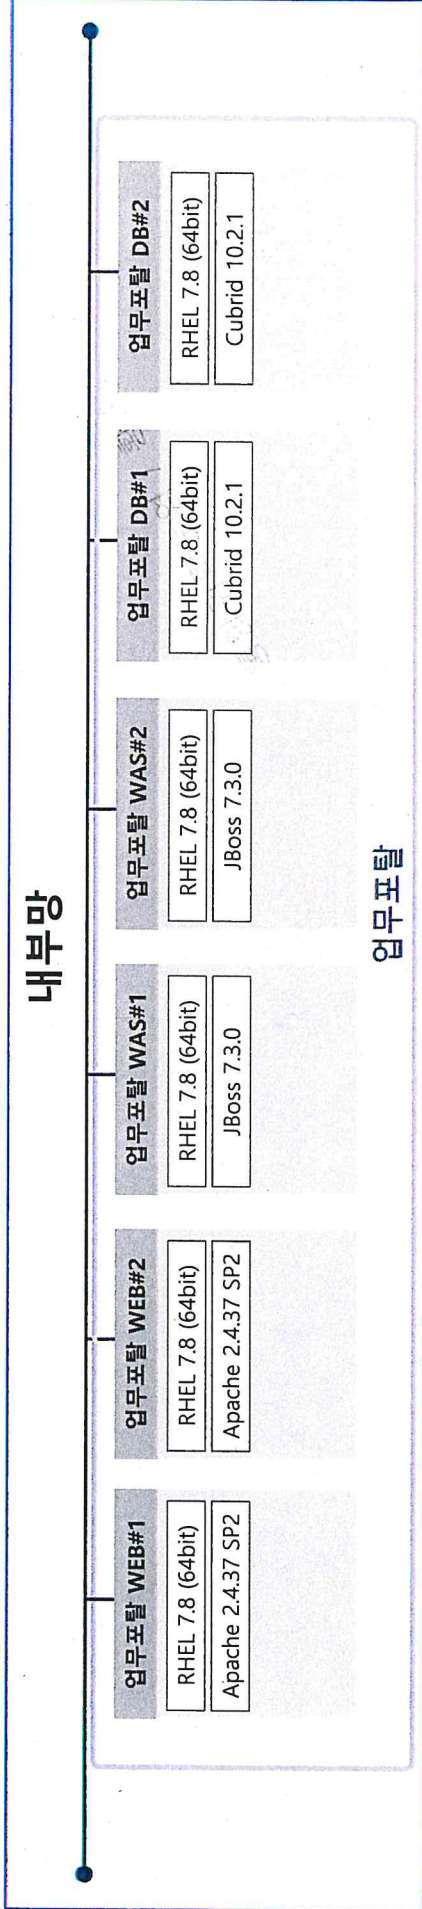 내부망
업무포탈 WEB#1
RHEL 7.8 (64bit)
Apache 2.4.37 SP2
업무포탈 WEB#2
RHEL 7.8 (64bit)
Apache 2.4.37 SP2
업무포탈 WAS#1
RHEL 7.8 (64bit)
JBoss 7.3.0
업무포탈 WAS#2
RHEL 7.8 (64bit)
JBoss 7.3.0
업무포탈 DB#1
RHEL 7.8 (64bit)
Cubrid 10.2.1
업무포탈 DB#2
RHEL 7.8 (64bit)
Cubrid 10.2.1
업무포탈